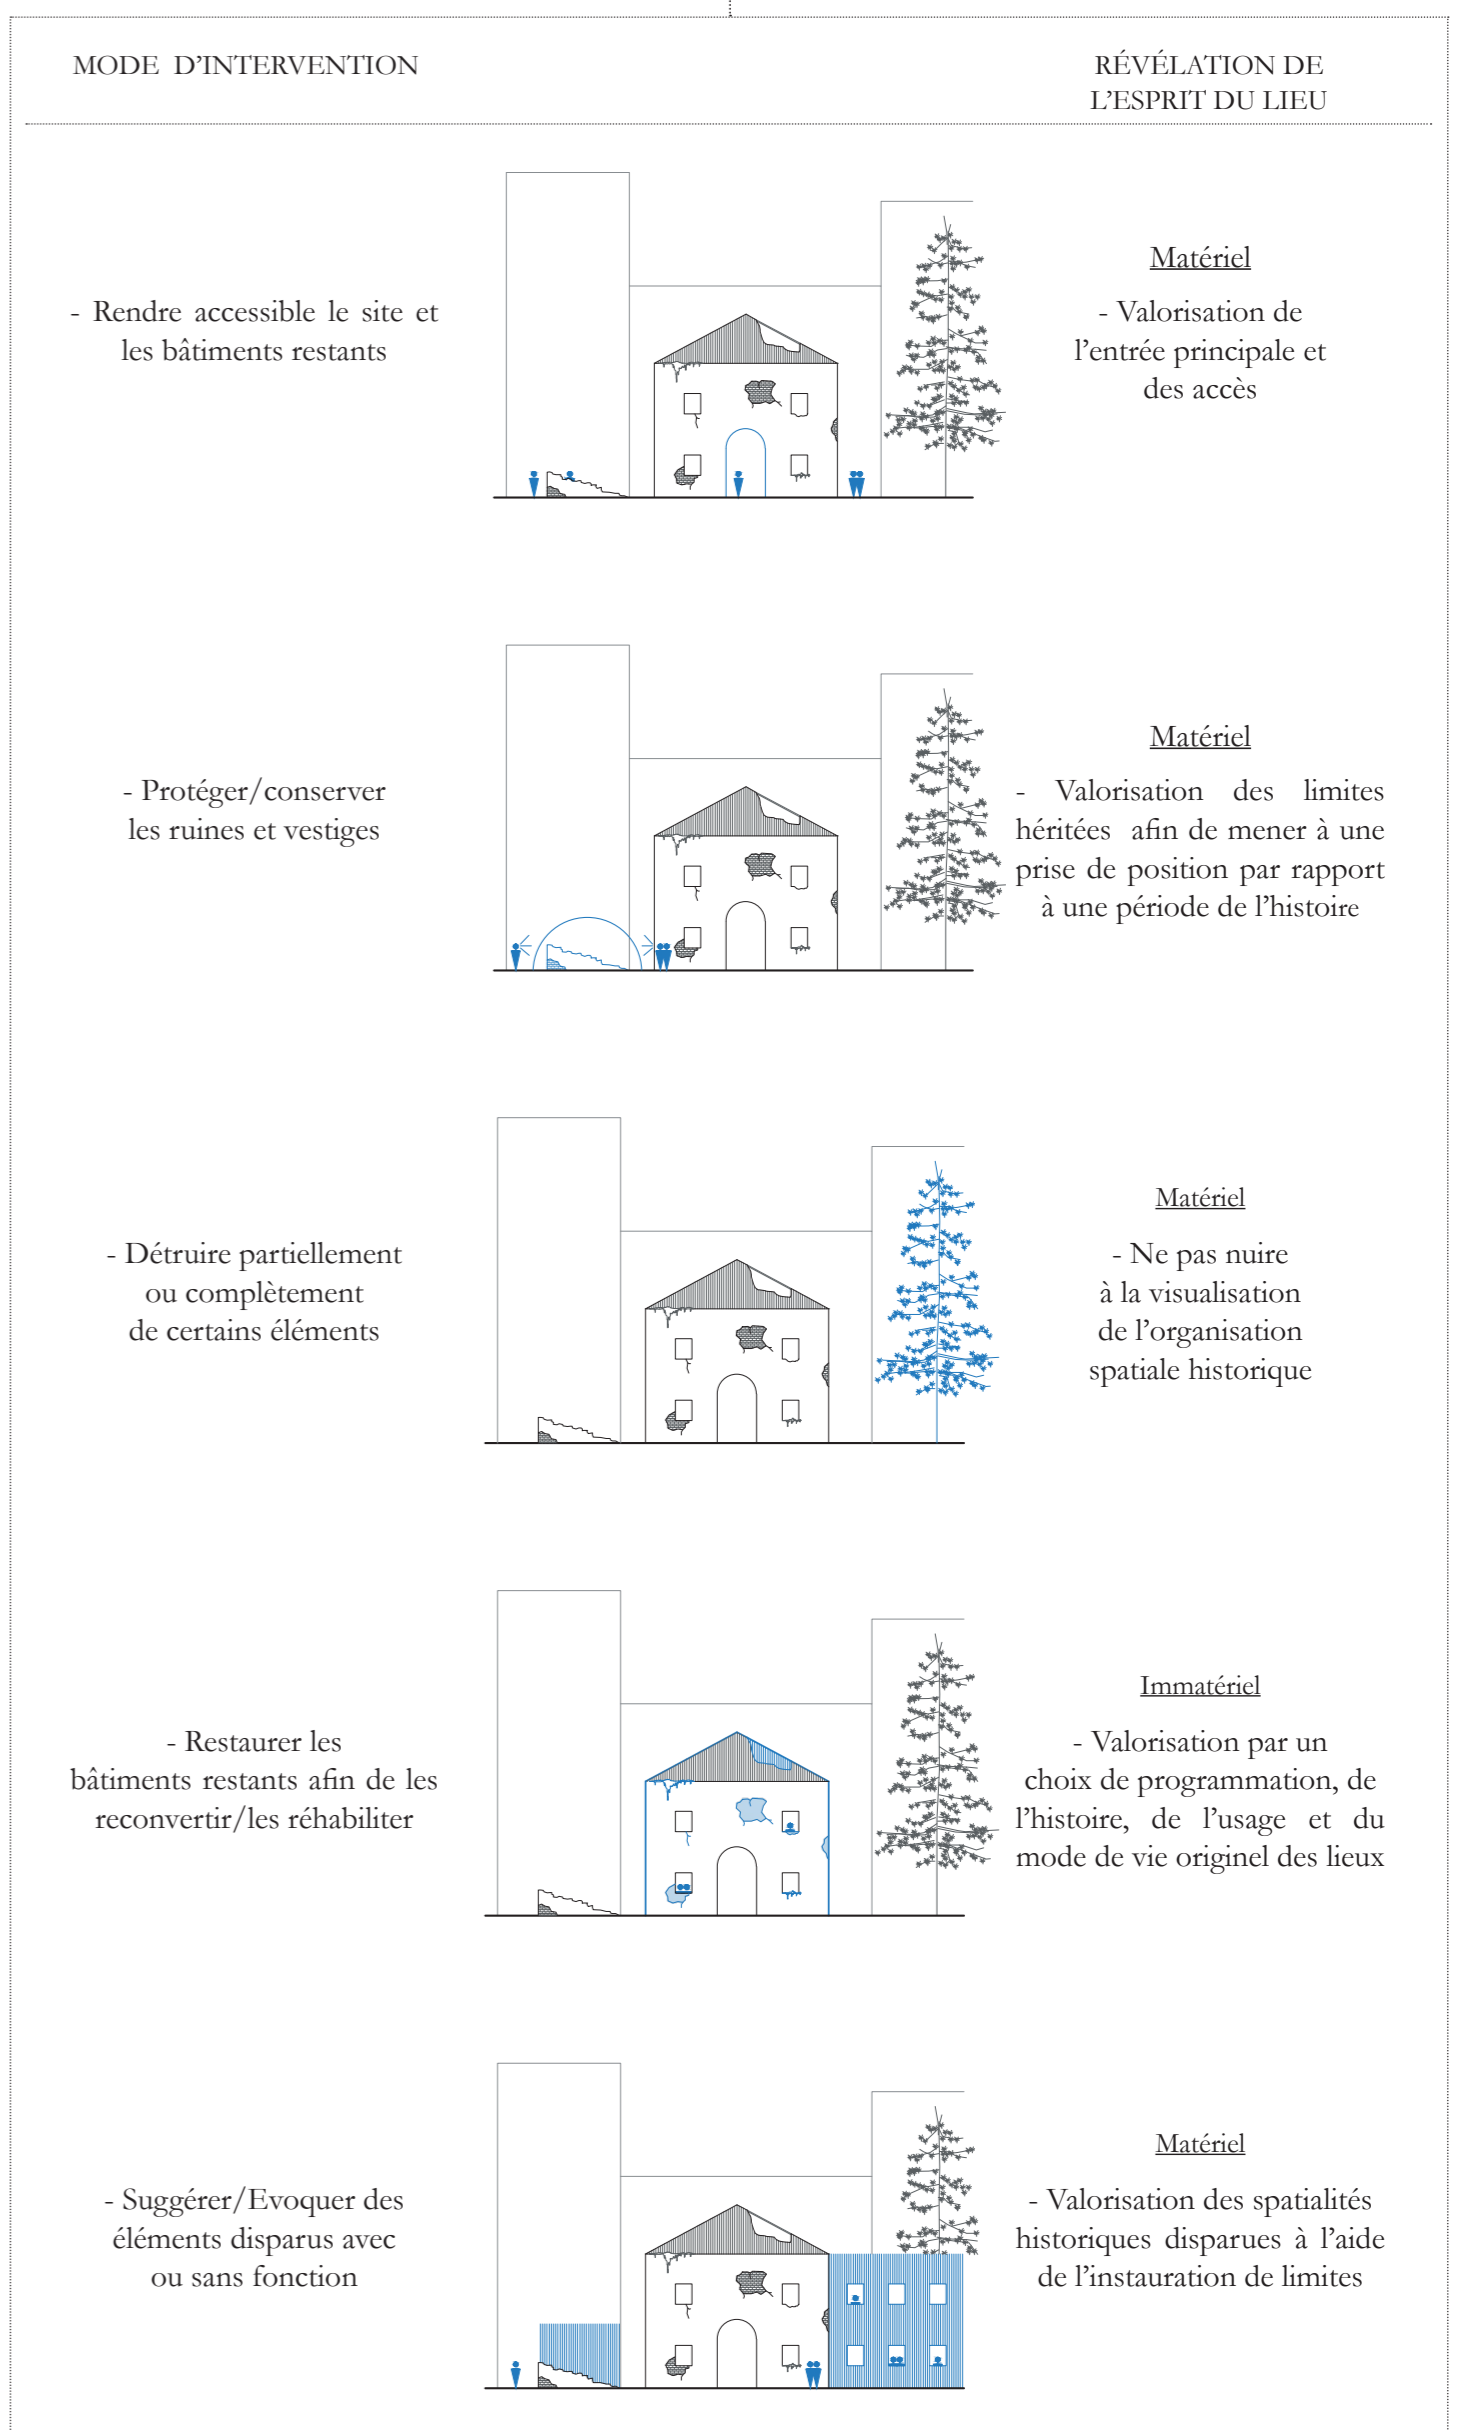 MODE D'INTERVENTION
RÉVÉLATION DE
L'ESPRIT DU LIEU
- Rendre accessible le site et
les bâtiments restants
Matériel
- Valorisation de
l'entrée principale et
des accès
- Protéger/conserver
les ruines et vestiges
Matériel
- Valorisation des limites
héritées afin de mener à une
prise de position par rapport
à une période de l'histoire
- Détruire partiellement
ou complètement
de certains éléments
Matériel
- Ne pas nuire
à la visualisation
de l'organisation
spatiale historique
- Restaurer les
bâtiments restants afin de les
reconvertir/les réhabiliter
Immatériel
- Valorisation par un
choix de programmation, de
l'histoire, de l'usage et du
mode de vie originel des lieux
- Suggérer/Evoquer des
éléments disparus avec
ou sans fonction
Matériel
- Valorisation des spatialités
historiques disparues à l'aide
de l'instauration de limites